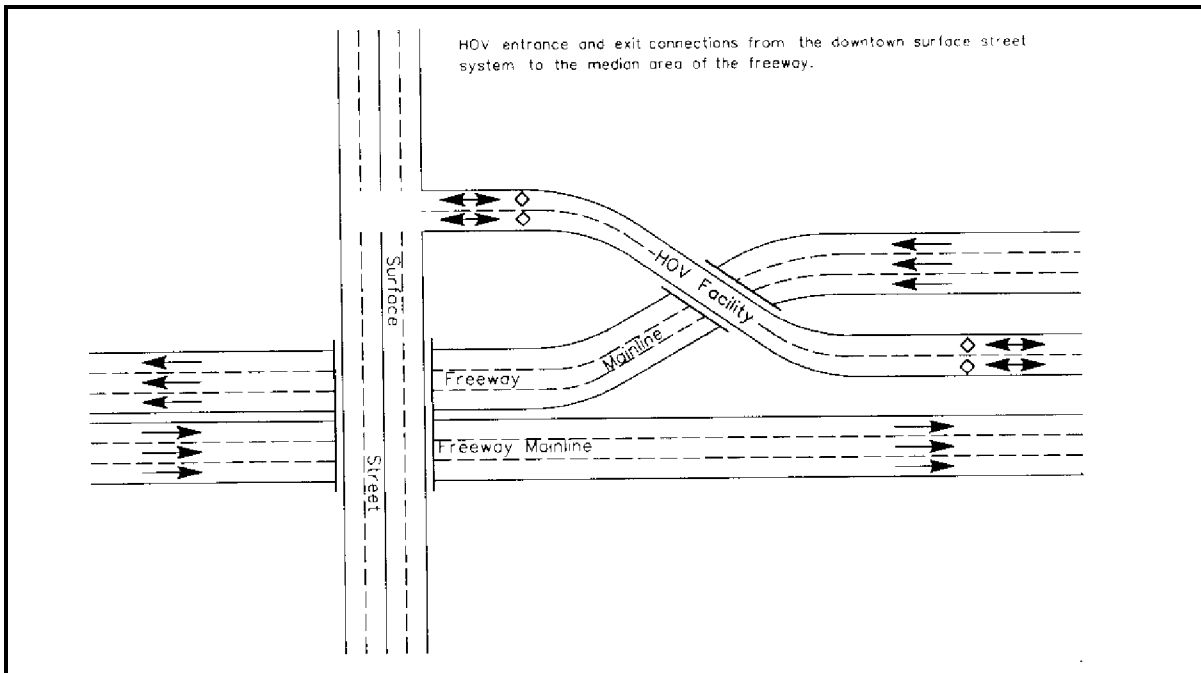 HOV entrance and exit connections from the downtown surface street
system to the median area of the freeway.
Surface
HOV Facility
Mainline
Freeway
Freeway Mainline
Street